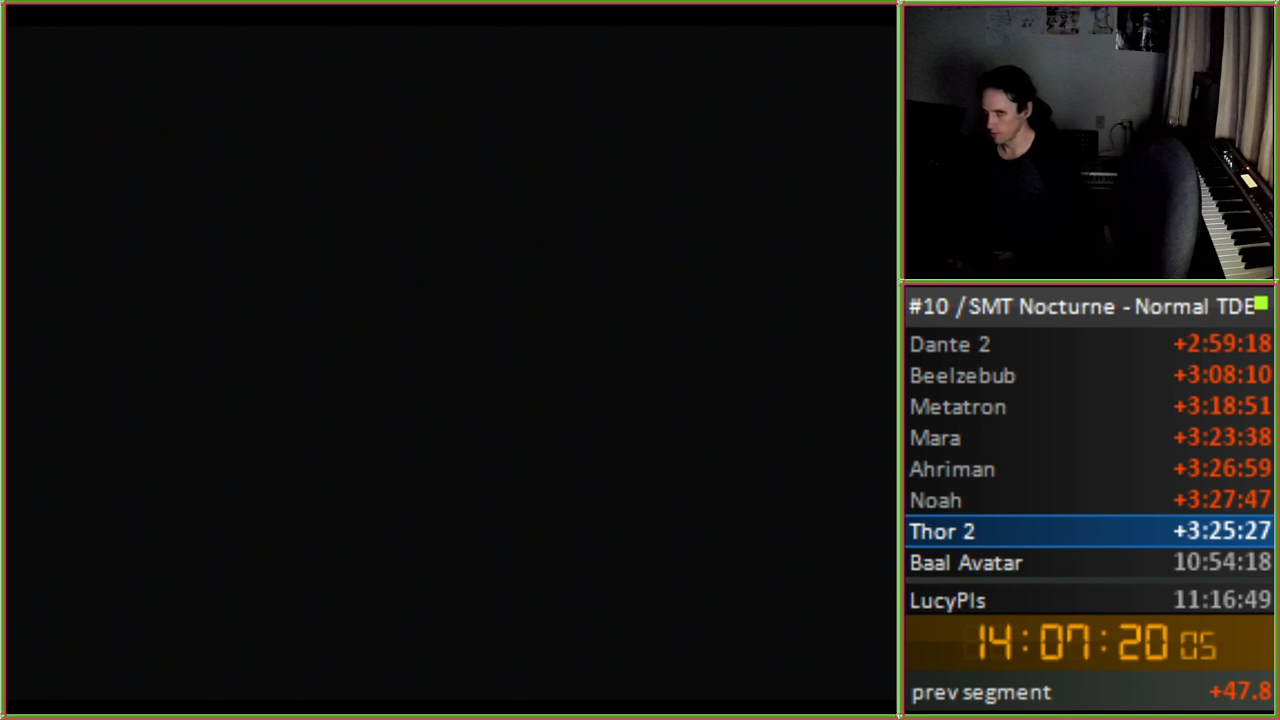 #10 / SMT Nocturne - Normal TDE
Dante 2 +2:59:18
Beelzebub +3:08:10
Metatron +3:18:51
Mara +3:23:38
Ahriman +3:26:59
Noah +3:27:47
Thor 2 +3:25:27
Baal Avatar 10:54:18
LucyPls 11:16:49
14:07:20 05
prev segment +47.8